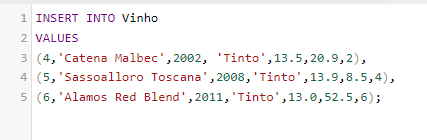 1 INSERT INTO Vinho
2 VALUES
3 (4,'Catena Malbec',2002, 'Tinto',13.5,20.9,2),
4 (5,'Sassoalloro Toscana',2008,'Tinto',13.9,8.5,4),
5 (6,'Alamos Red Blend',2011,'Tinto',13.0,52.5,6);